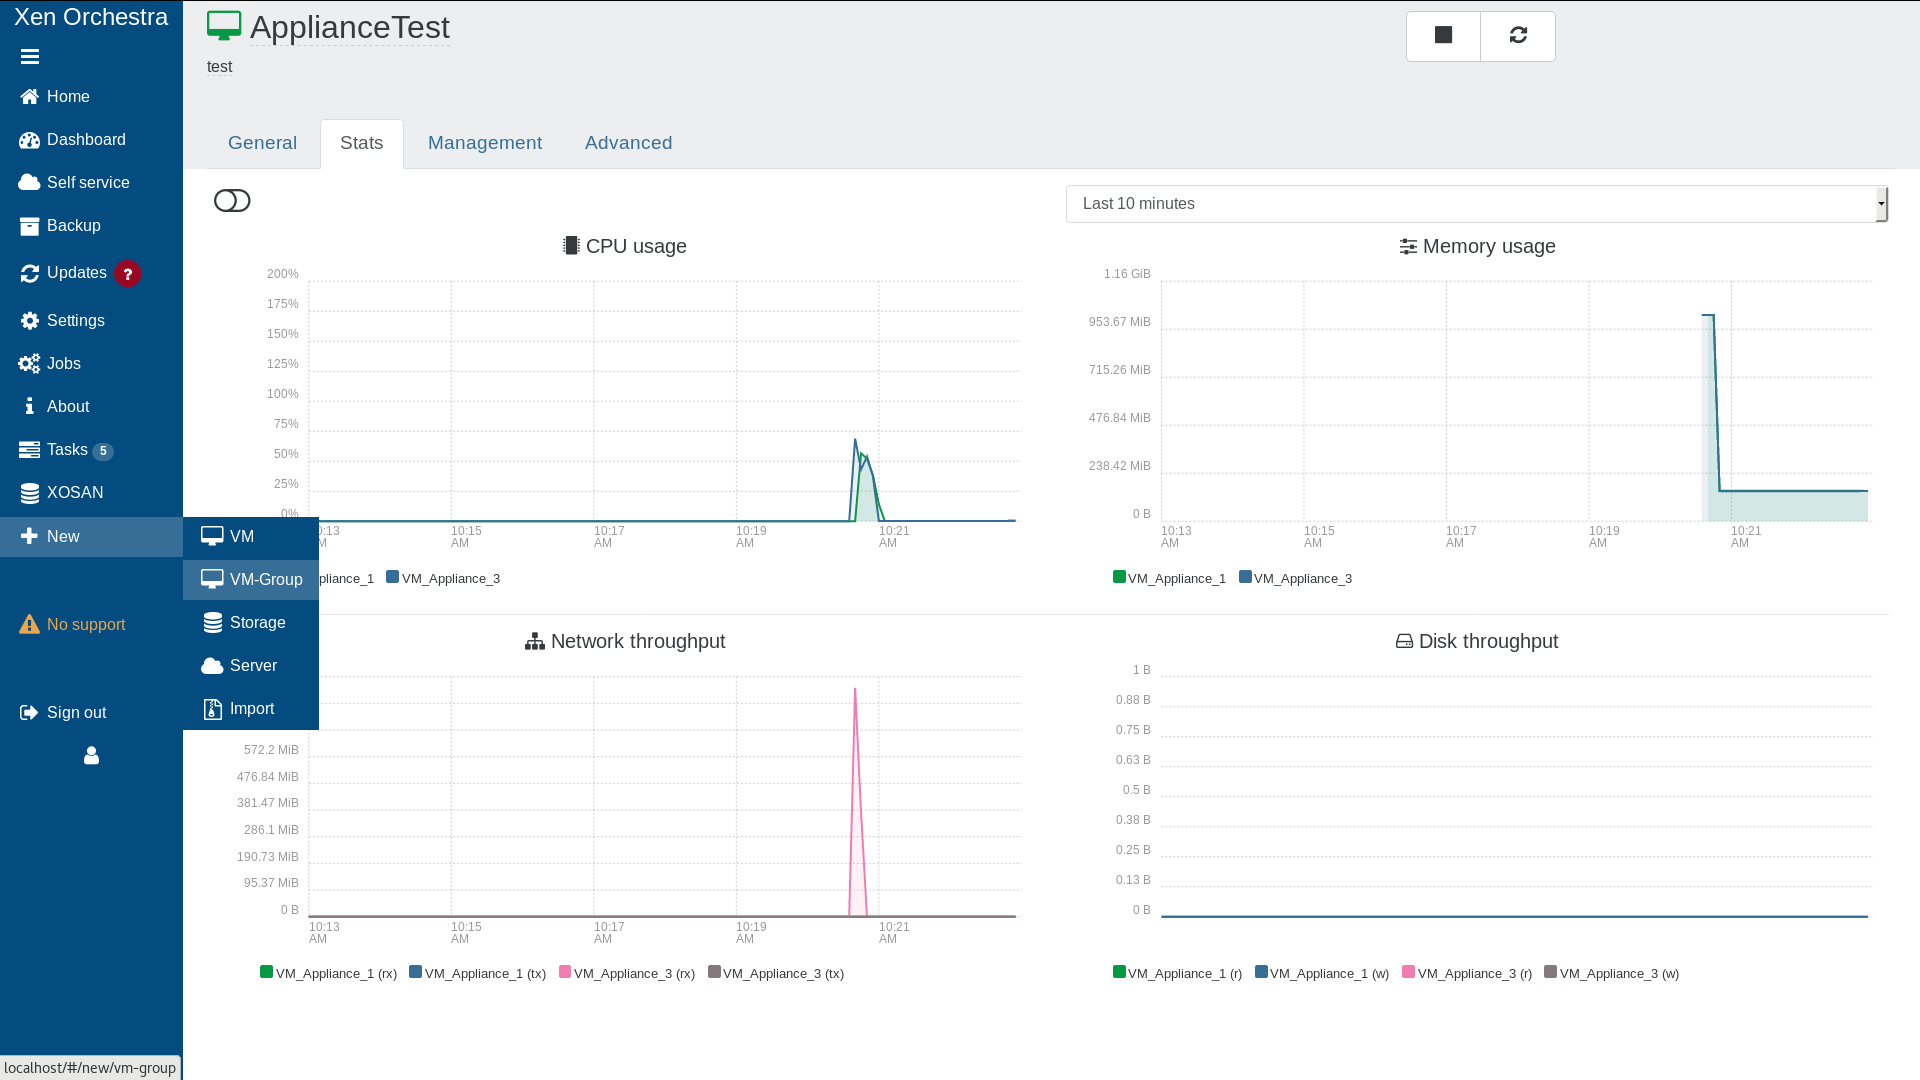 Xen Orchestra
Home
Dashboard
Self service
Backup
Updates ?
Settings
Jobs
About
Tasks 5
XOSAN
New
No support
Sign out
VM
VM-Group
Storage
Server
Import
ApplianceTest
test
General Stats Management Advanced
Last 10 minutes
CPU usage
200%
175%
150%
125%
100%
75%
50%
25%
0%
0:13 10:15 10:17 10:19 10:21
M AM AM AM AM
pliance_1 VM_Appliance_3
Memory usage
1.16 GiB
953.67 MiB
715.26 MiB
476.84 MiB
238.42 MiB
0 B
10:13 10:15 10:17 10:19 10:21
AM AM AM AM AM
VM_Appliance_1 VM_Appliance_3
Network throughput
572.2 MiB
476.84 MiB
381.47 MiB
286.1 MiB
190.73 MiB
95.37 MiB
0 B
10:13 10:15 10:17 10:19 10:21
AM AM AM AM AM
VM_Appliance_1 (rx) VM_Appliance_1 (tx) VM_Appliance_3 (rx) VM_Appliance_3 (tx)
Disk throughput
1 B
0.88 B
0.75 B
0.63 B
0.5 B
0.38 B
0.25 B
0.13 B
0 B
VM_Appliance_1 (r) VM_Appliance_1 (w) VM_Appliance_3 (r) VM_Appliance_3 (w)
localhost/#/new/vm-group